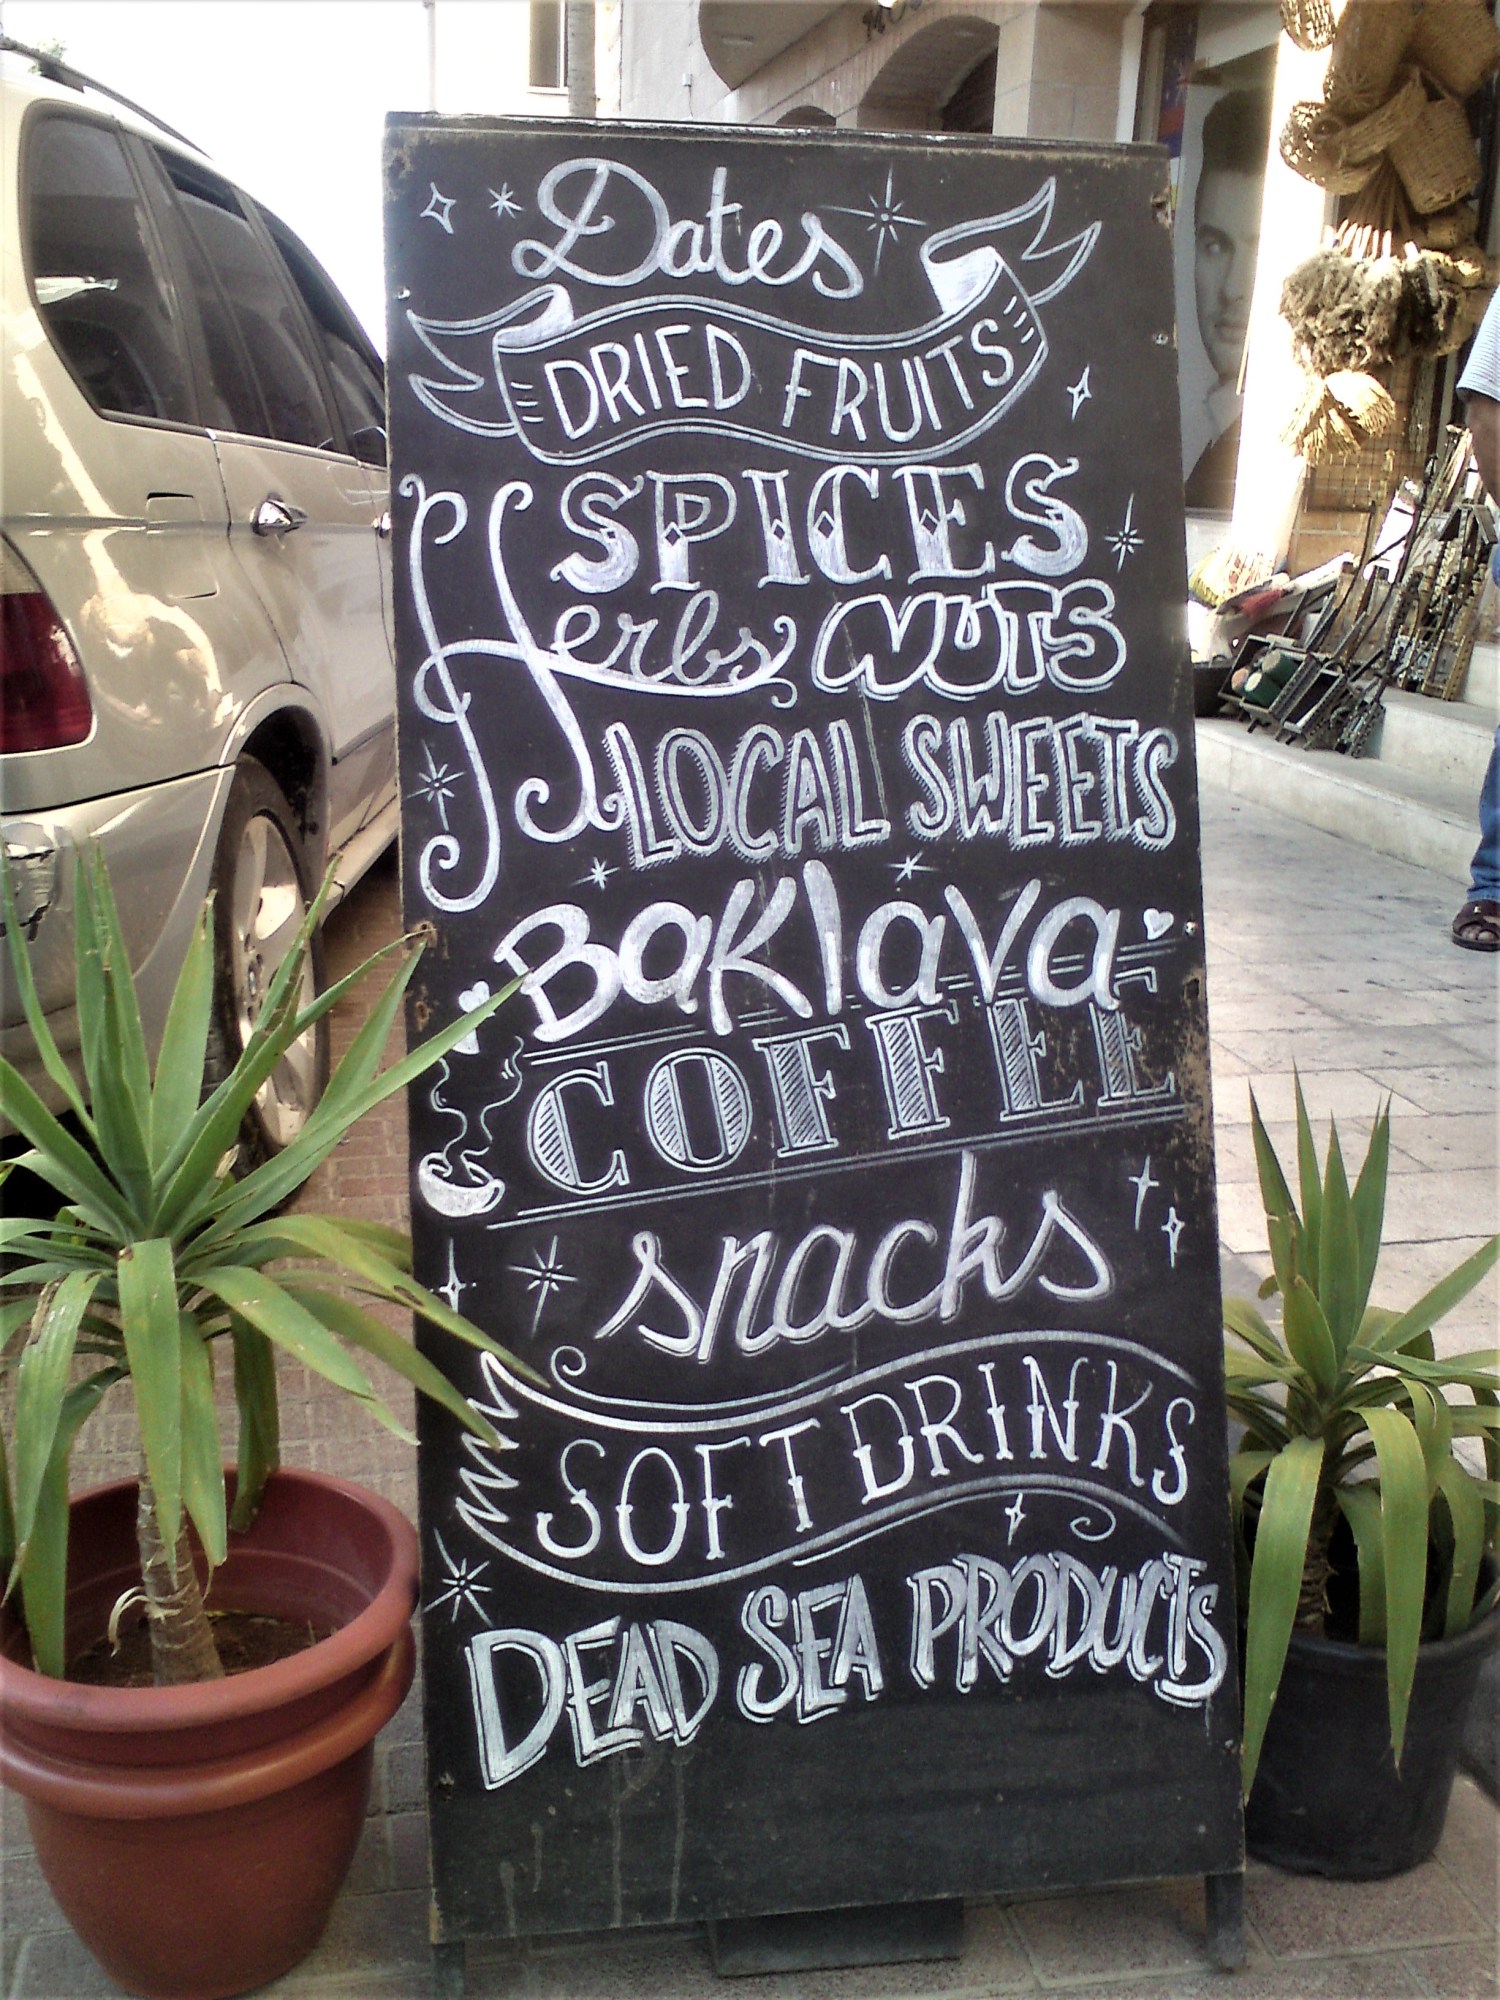 Dates
DRIED FRUITS
SPICES
Herbs NUTS
LOCAL SWEETS
BaKlava
COFFEE
snacks
SOFT DRINKS
DEAD SEA PRODUCTS